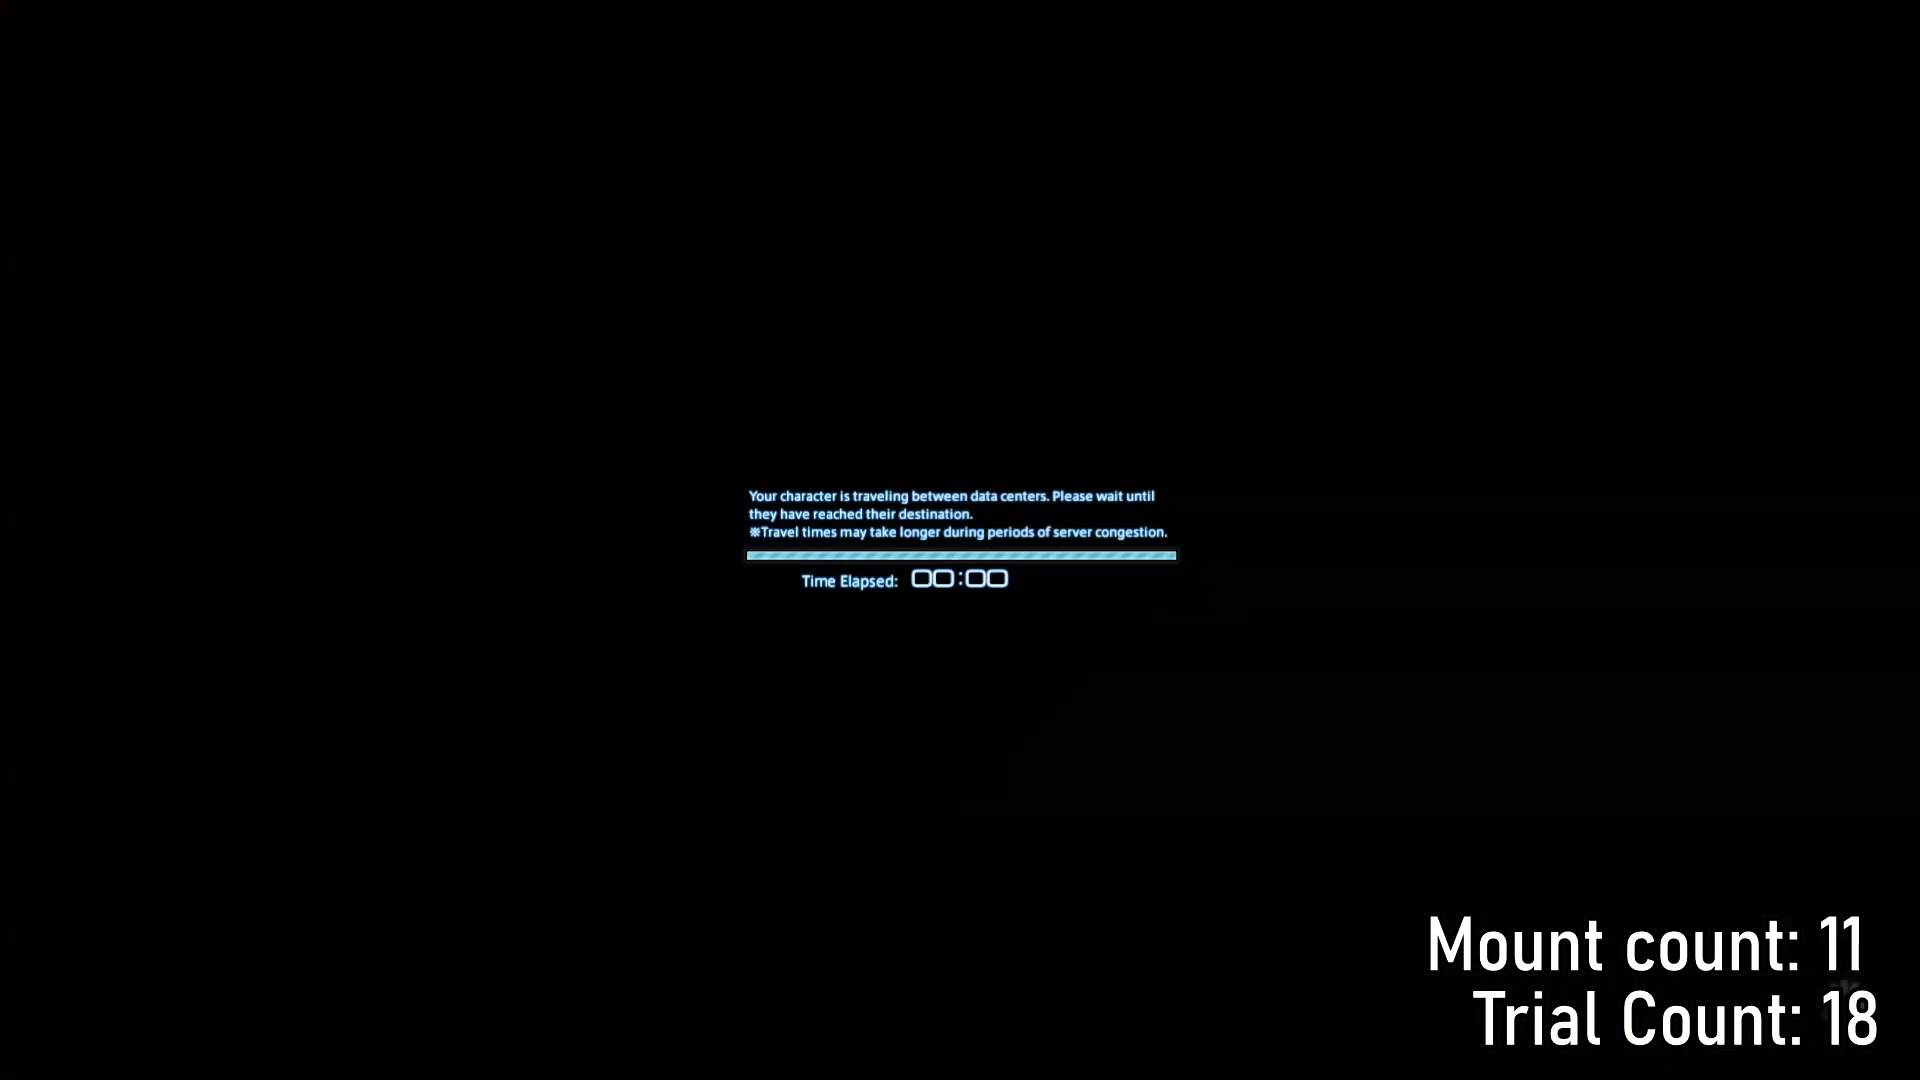 Your character is traveling between data centers. Please wait until
they have reached their destination.
※Travel times may take longer during periods of server congestion.
Time Elapsed: 00:00
Mount count: 11
Trial Count: 18